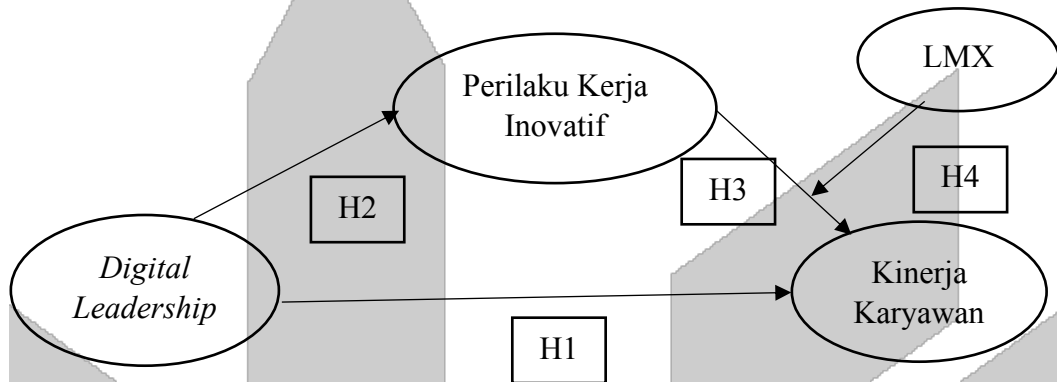 LMX
Perilaku Kerja
Inovatif
H3
H4
H2
Digital
Leadership
Kinerja
Karyawan
H1